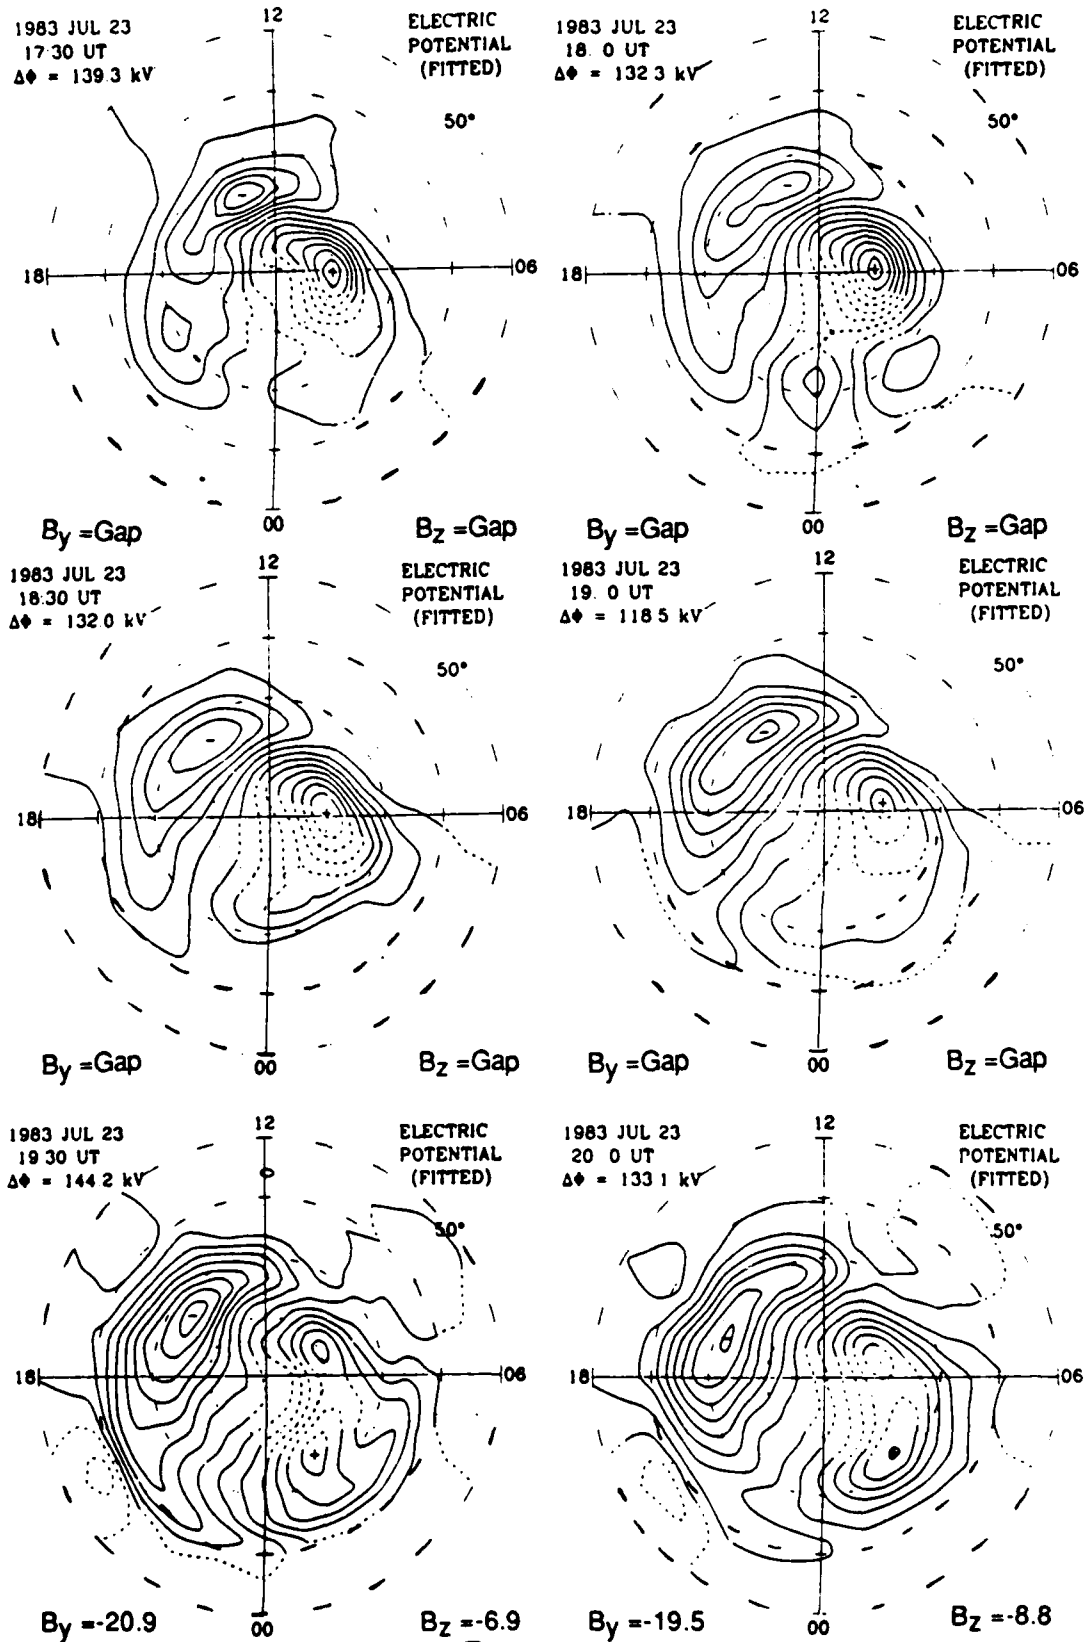 1983 JUL 23
17:30 UT
ΔΦ = 139.3 kV
12
ELECTRIC
POTENTIAL
(FITTED)
50°
18
06
00
By =Gap
Bz =Gap
1983 JUL 23
18. 0 UT
ΔΦ = 132 3 kV
12
ELECTRIC
POTENTIAL
(FITTED)
50°
18
06
00
By =Gap
Bz =Gap
1983 JUL 23
18:30 UT
ΔΦ = 132.0 kV
12
ELECTRIC
POTENTIAL
(FITTED)
50°
18
06
00
By =Gap
Bz =Gap
1983 JUL 23
19. 0 UT
ΔΦ = 118 5 kV
12
ELECTRIC
POTENTIAL
(FITTED)
50°
18
06
00
By =Gap
Bz =Gap
1983 JUL 23
19 30 UT
ΔΦ = 144.2 kV
12
ELECTRIC
POTENTIAL
(FITTED)
50°
18
06
00
By =-20.9
Bz =-6.9
1983 JUL 23
20 0 UT
ΔΦ = 133 1 kV
12
ELECTRIC
POTENTIAL
(FITTED)
50°
18
06
00
By =-19.5
Bz =-8.8